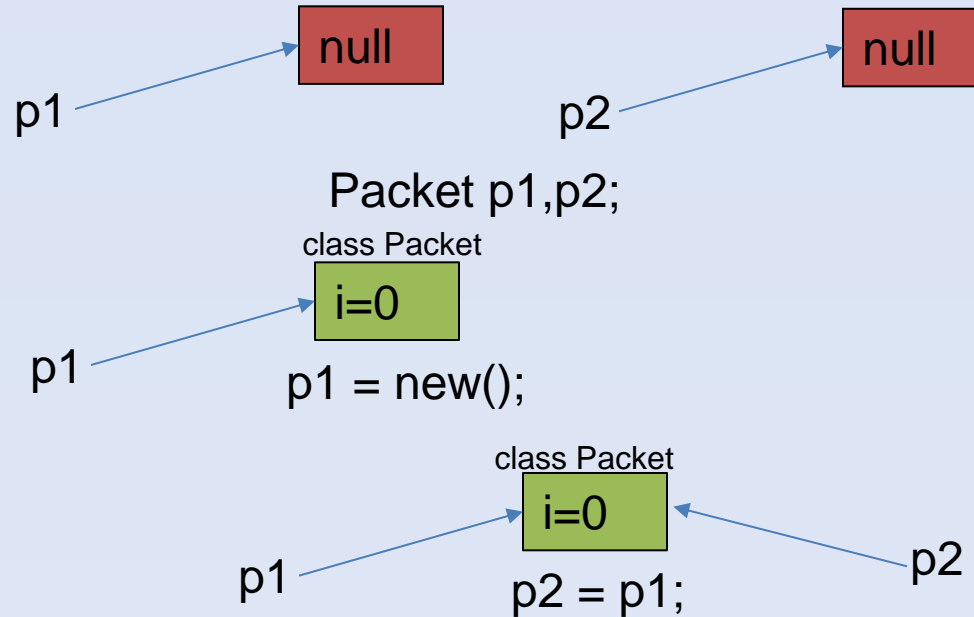 null
null
p1
p2
Packet p1,p2;
class Packet
i=0
p1
p1 = new();
class Packet
i=0
p1
p2
p2 = p1;